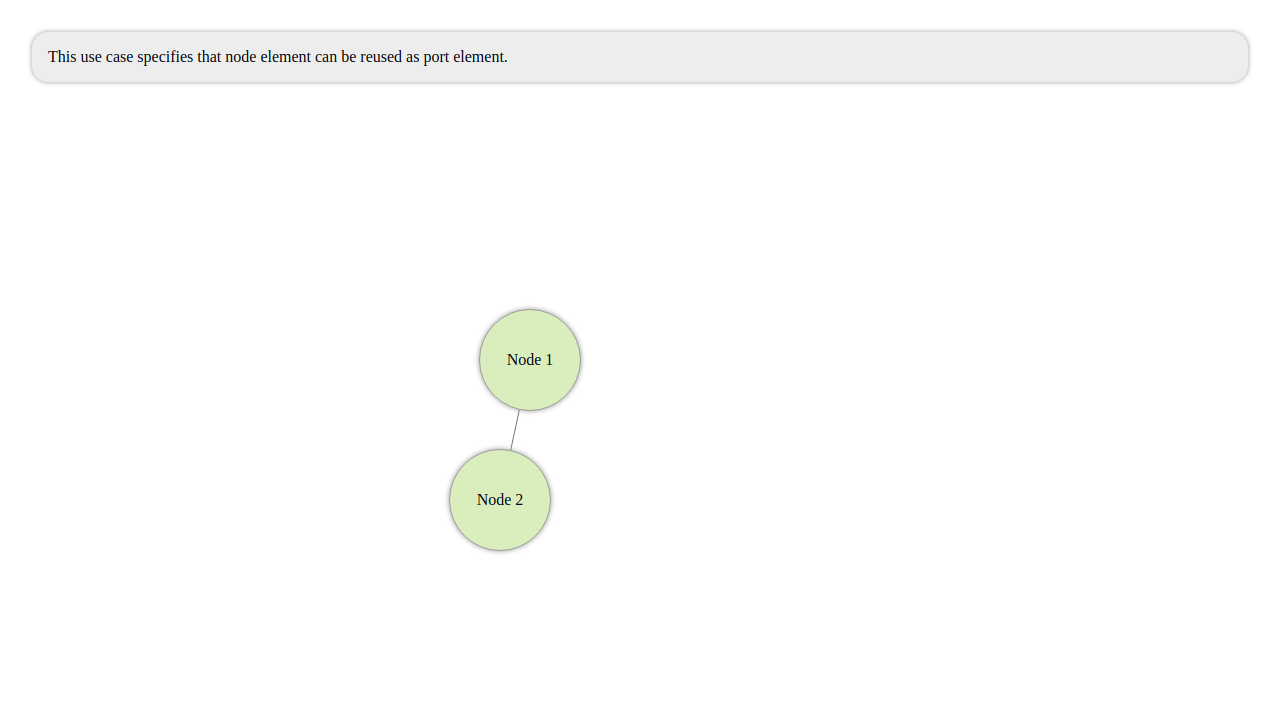 This use case specifies that node element can be reused as port element.
Node 1
Node 2